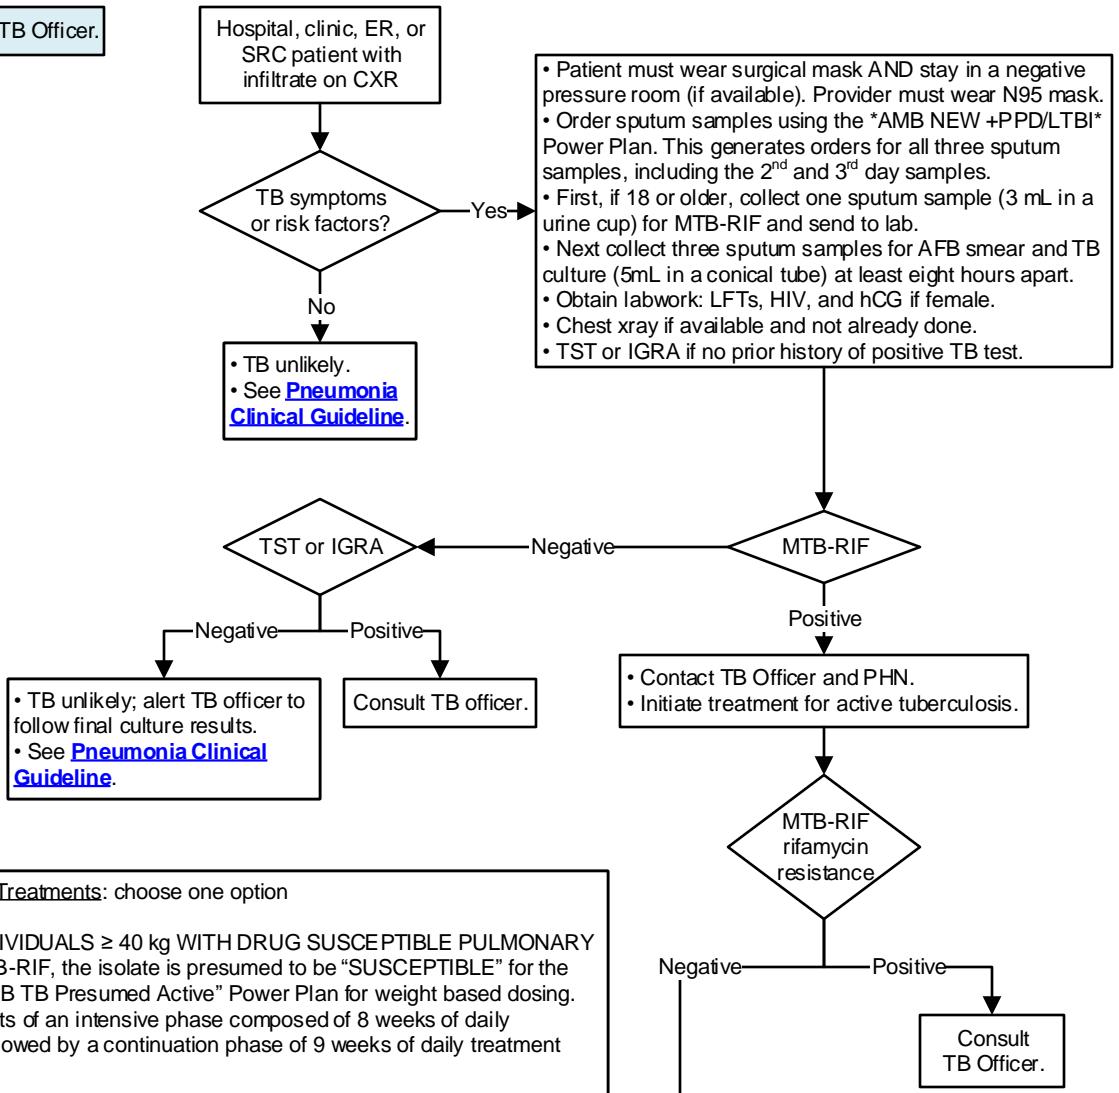 TB Officer.
Hospital, clinic, ER, or
SRC patient with
infiltrate on CXR
• Patient must wear surgical mask AND stay in a negative
pressure room (if available). Provider must wear N95 mask.
• Order sputum samples using the *AMB NEW +PPD/LTBI*
Power Plan. This generates orders for all three sputum
samples, including the 2nd and 3rd day samples.
• First, if 18 or older, collect one sputum sample (3 mL in a
urine cup) for MTB-RIF and send to lab.
• Next collect three sputum samples for AFB smear and TB
culture (5mL in a conical tube) at least eight hours apart.
• Obtain labwork: LFTs, HIV, and hCG if female.
• Chest xray if available and not already done.
• TST or IGRA if no prior history of positive TB test.
TB symptoms
or risk factors?
Yes
No
• TB unlikely.
• See Pneumonia
Clinical Guideline.
TST or IGRA
Negative
MTB-RIF
Positive
Negative
Positive
• TB unlikely; alert TB officer to
follow final culture results.
• See Pneumonia Clinical
Guideline.
Consult TB officer.
• Contact TB Officer and PHN.
• Initiate treatment for active tuberculosis.
MTB-RIF
rifamycin
resistance
Treatments: choose one option
IVIDUALS ≥ 40 kg WITH DRUG SUSCEPTIBLE PULMONARY
B-RIF, the isolate is presumed to be “SUSCEPTIBLE” for the
B TB Presumed Active” Power Plan for weight based dosing.
ts of an intensive phase composed of 8 weeks of daily
lowed by a continuation phase of 9 weeks of daily treatment
Negative
Positive
Consult
TB Officer.